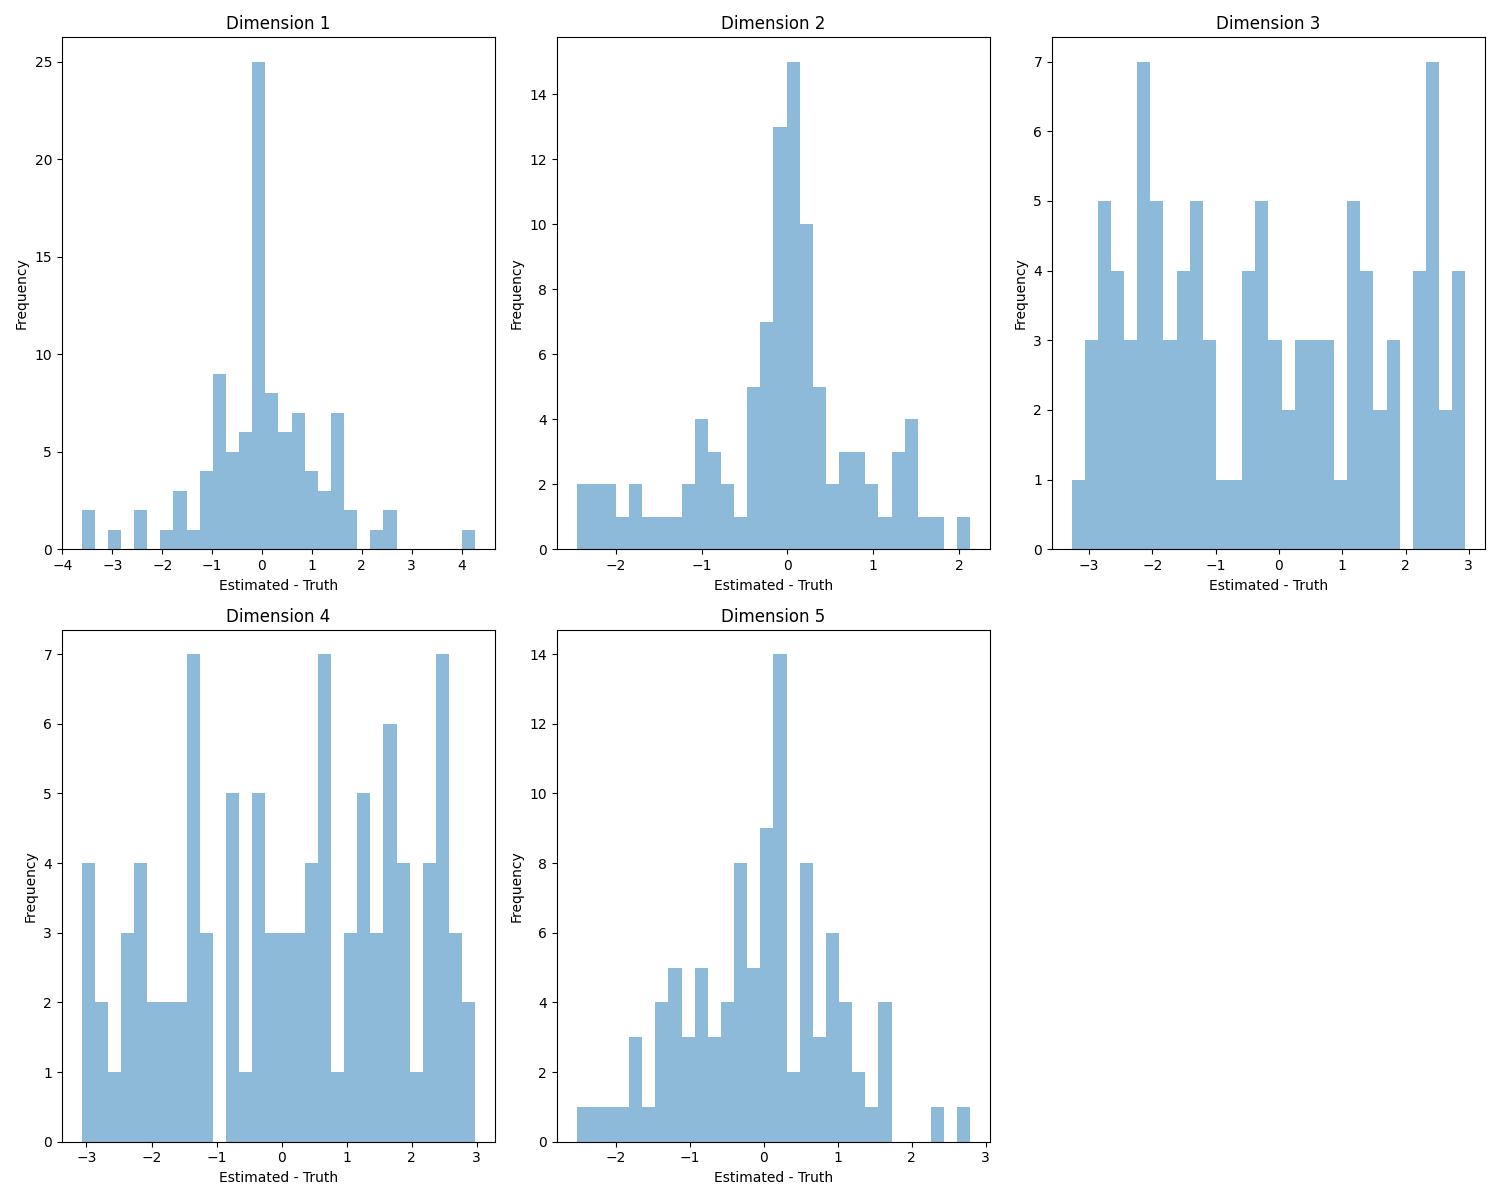 Dimension 1
Frequency
25
20
15
10
5
0
−4 −3 −2 −1 0 1 2 3 4
Estimated - Truth
Dimension 2
Frequency
14
12
10
8
6
4
2
0
−2 −1 0 1 2
Estimated - Truth
Dimension 3
Frequency
7
6
5
4
3
2
1
0
−3 −2 −1 0 1 2 3
Estimated - Truth
Dimension 4
Frequency
7
6
5
4
3
2
1
0
−3 −2 −1 0 1 2 3
Estimated - Truth
Dimension 5
Frequency
14
12
10
8
6
4
2
0
−2 −1 0 1 2 3
Estimated - Truth